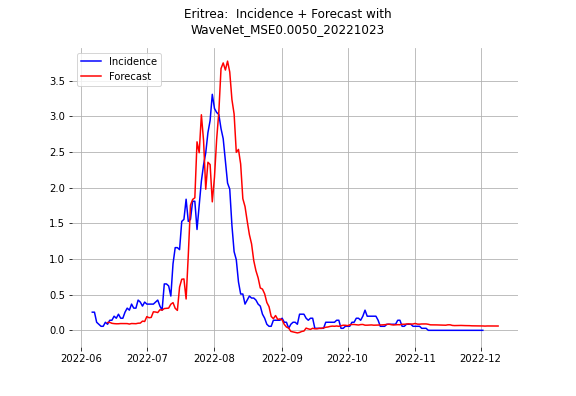 Eritrea:  Incidence + Forecast with
WaveNet_MSE0.0050_20221023
Incidence
Forecast
3.5
3.0
2.5
2.0
1.5
1.0
0.5
0.0
2022-06 2022-07 2022-08 2022-09 2022-10 2022-11 2022-12